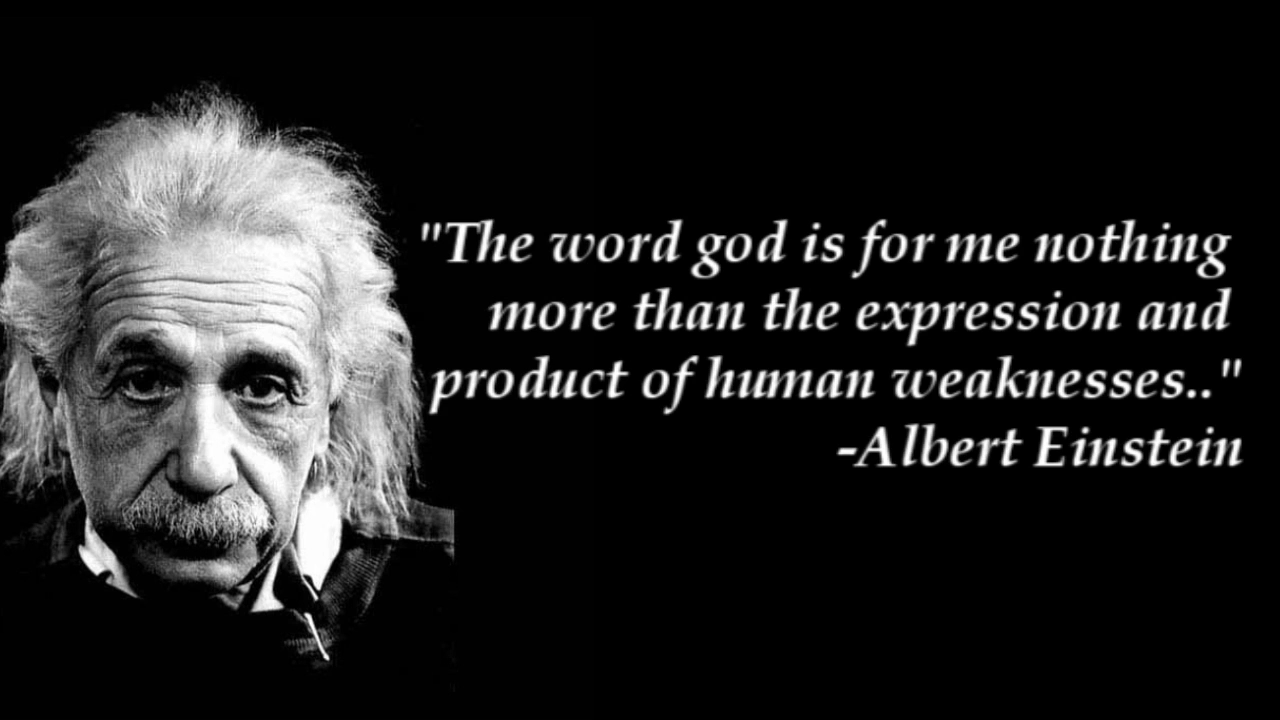 "The word god is for me nothing
more than the expression and
product of human weaknesses.."
-Albert Einstein